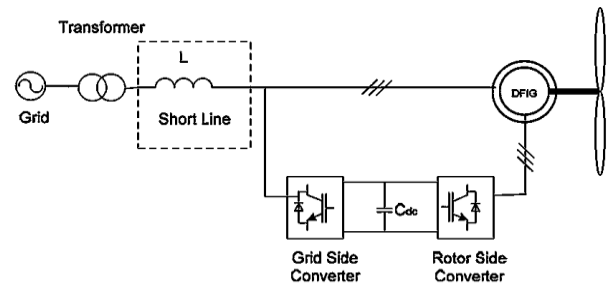 Transformer
L
Short Line
Grid
DFIG
Cdc
Grid Side
Converter
Rotor Side
Converter